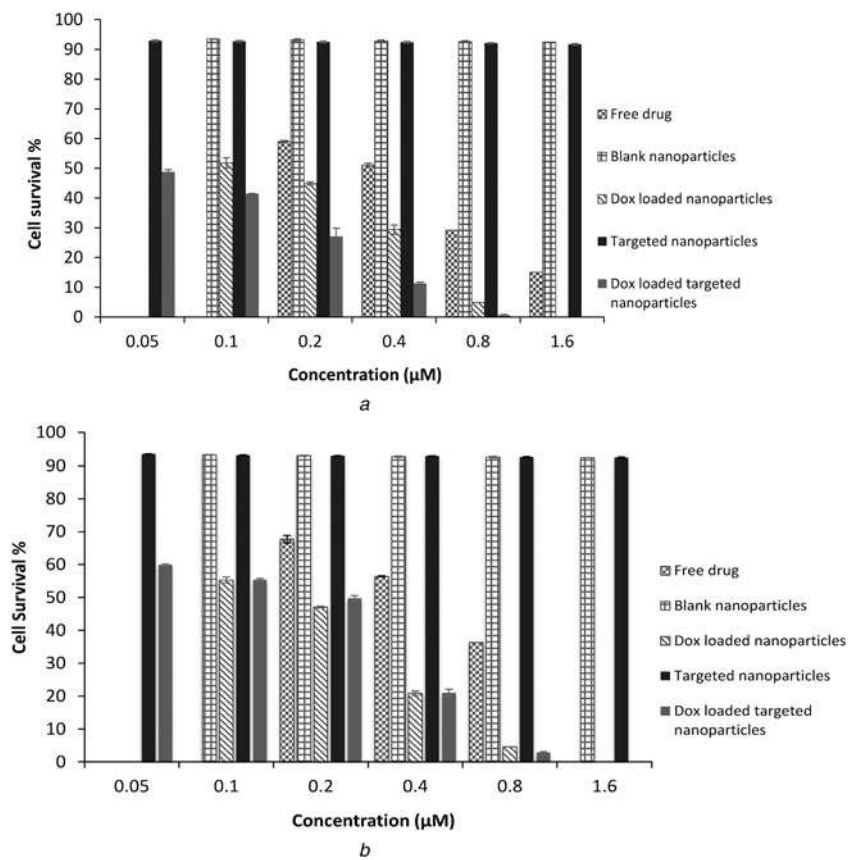 100
90
80
70
60
50
40
30
20
10
0
Cell survival %
0.05 0.1 0.2 0.4 0.8 1.6
Concentration (μM)
Free drug
Blank nanoparticles
Dox loaded nanoparticles
Targeted nanoparticles
Dox loaded targeted
nanoparticles
a
100
90
80
70
60
50
40
30
20
10
0
Cell Survival %
0.05 0.1 0.2 0.4 0.8 1.6
Concentration (μM)
Free drug
Blank nanoparticles
Dox loaded nanoparticles
Targeted nanoparticles
Dox loaded targeted
nanoparticles
b